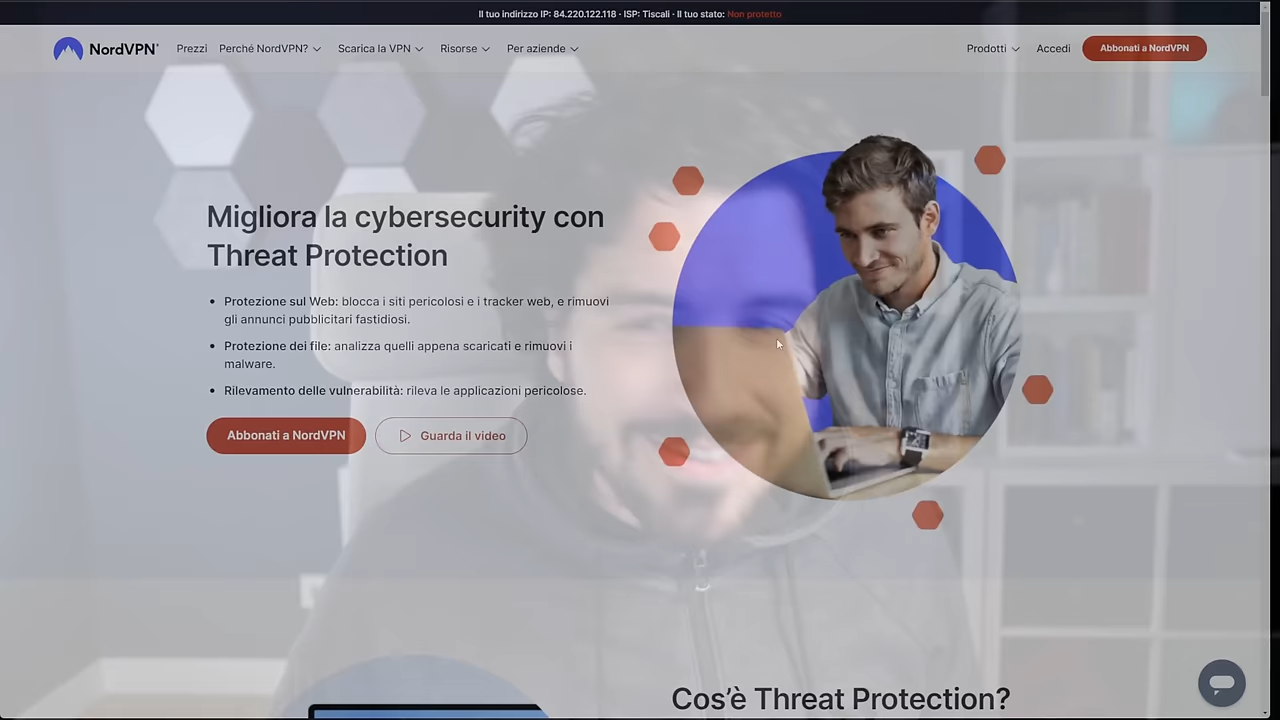 Il tuo indirizzo IP: 84.220.122.118 · ISP: Tiscali · Il tuo stato: Non protetto
NordVPN®
Prezzi
Perché NordVPN?
Scarica la VPN
Risorse
Per aziende
Prodotti
Accedi
Abbonati a NordVPN
Migliora la cybersecurity con
Threat Protection
• Protezione sul Web: blocca i siti pericolosi e i tracker web, e rimuovi
gli annunci pubblicitari fastidiosi.
• Protezione dei file: analizza quelli appena scaricati e rimuovi i
malware.
• Rilevamento delle vulnerabilità: rileva le applicazioni pericolose.
Abbonati a NordVPN
Guarda il video
Cos'è Threat Protection?